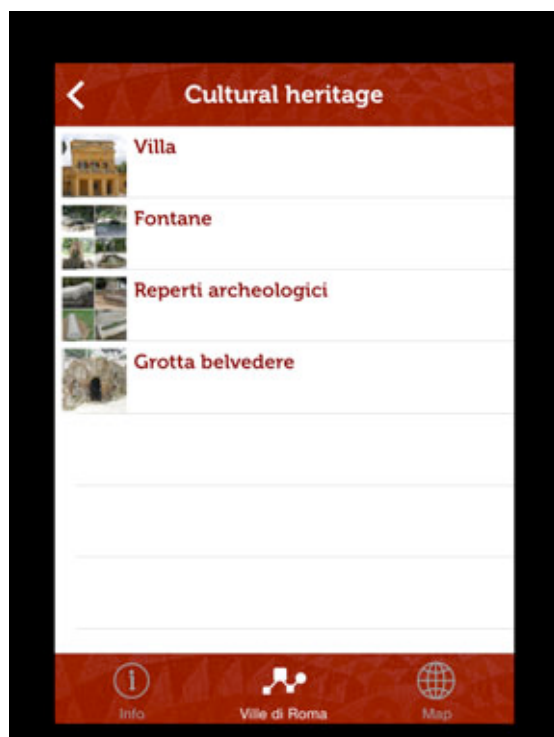 Cultural heritage
Villa
Fontane
Reperti archeologici
Grotta belvedere
Info
Ville di Roma
Map